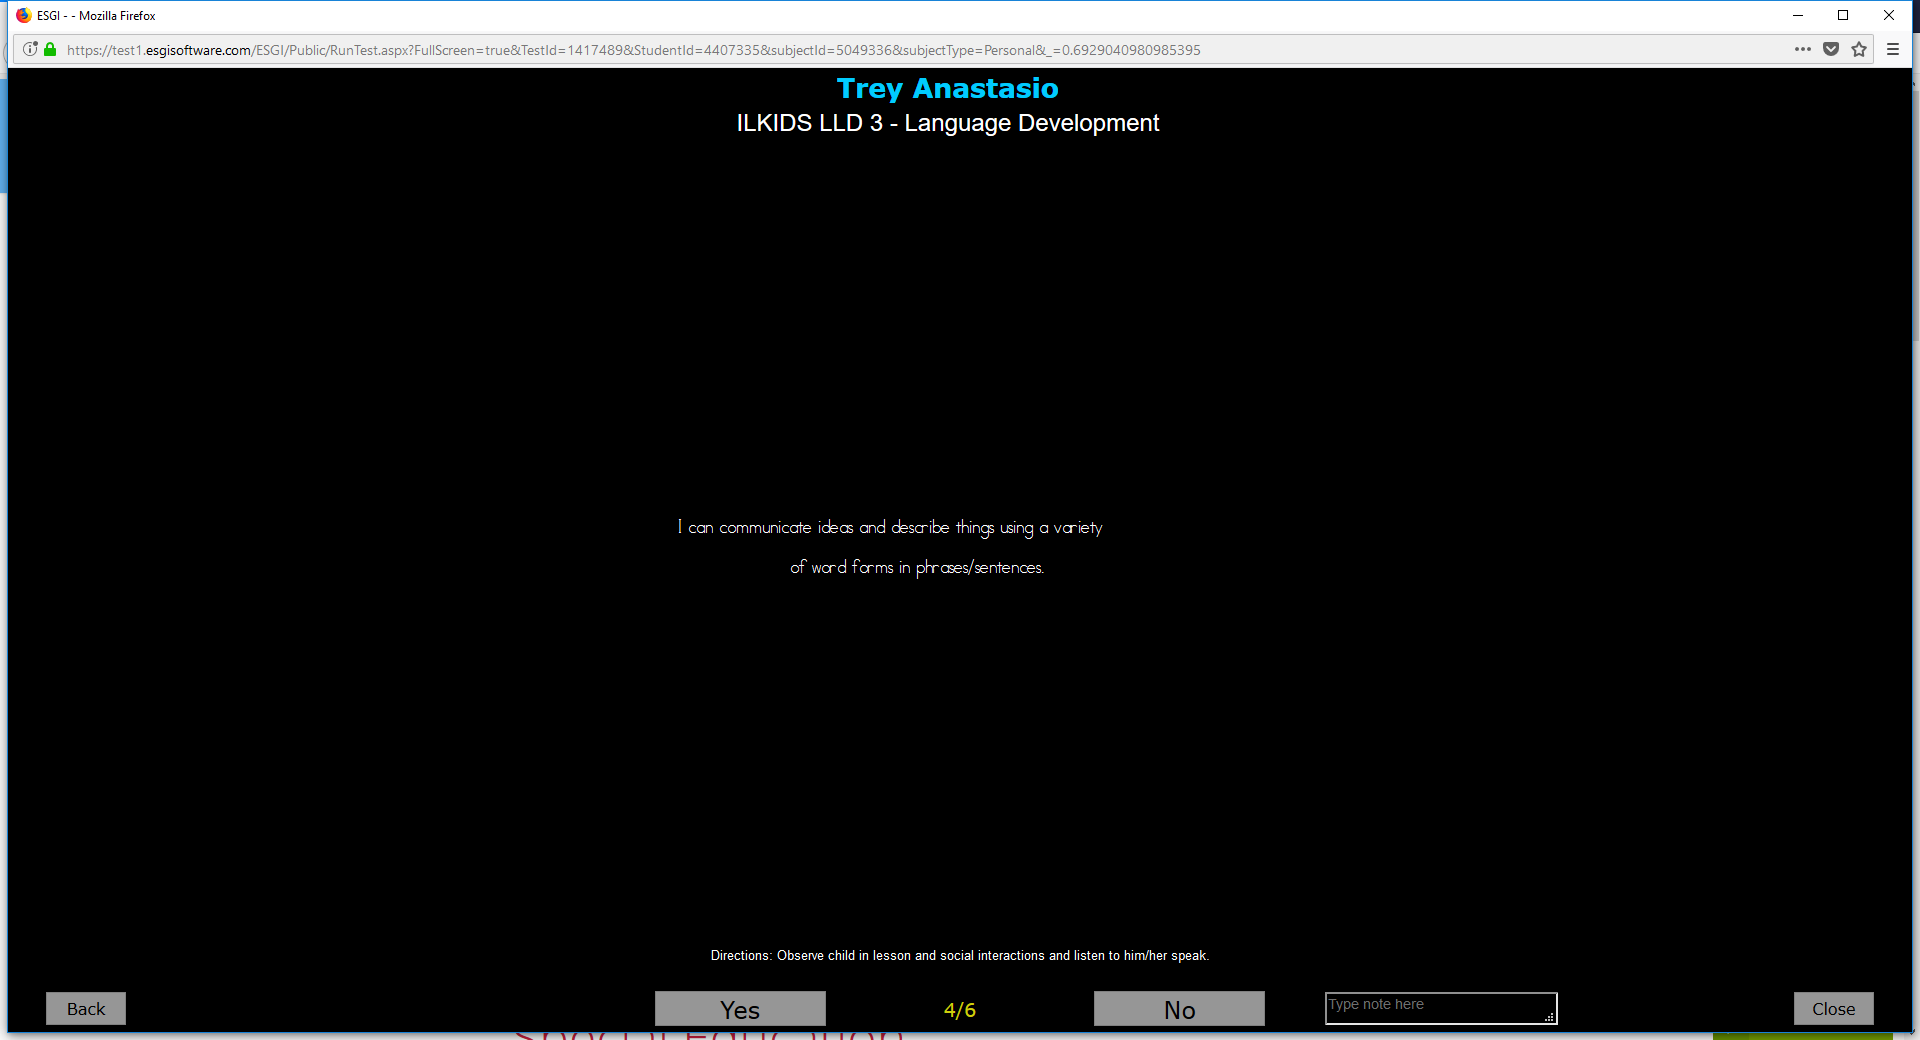 ESGI - - Mozilla Firefox
https://test1.esgisoftware.com/ESGI/Public/RunTest.aspx?FullScreen=true&TestId=1417489&StudentId=4407335&subjectId=5049336&subjectType=Personal&_=0.6929040980985395
Trey Anastasio
ILKIDS LLD 3 - Language Development
I can communicate ideas and describe things using a variety
of word forms in phrases/sentences.
Directions: Observe child in lesson and social interactions and listen to him/her speak.
Back
Yes
4/6
No
Type note here
Close
Special Education